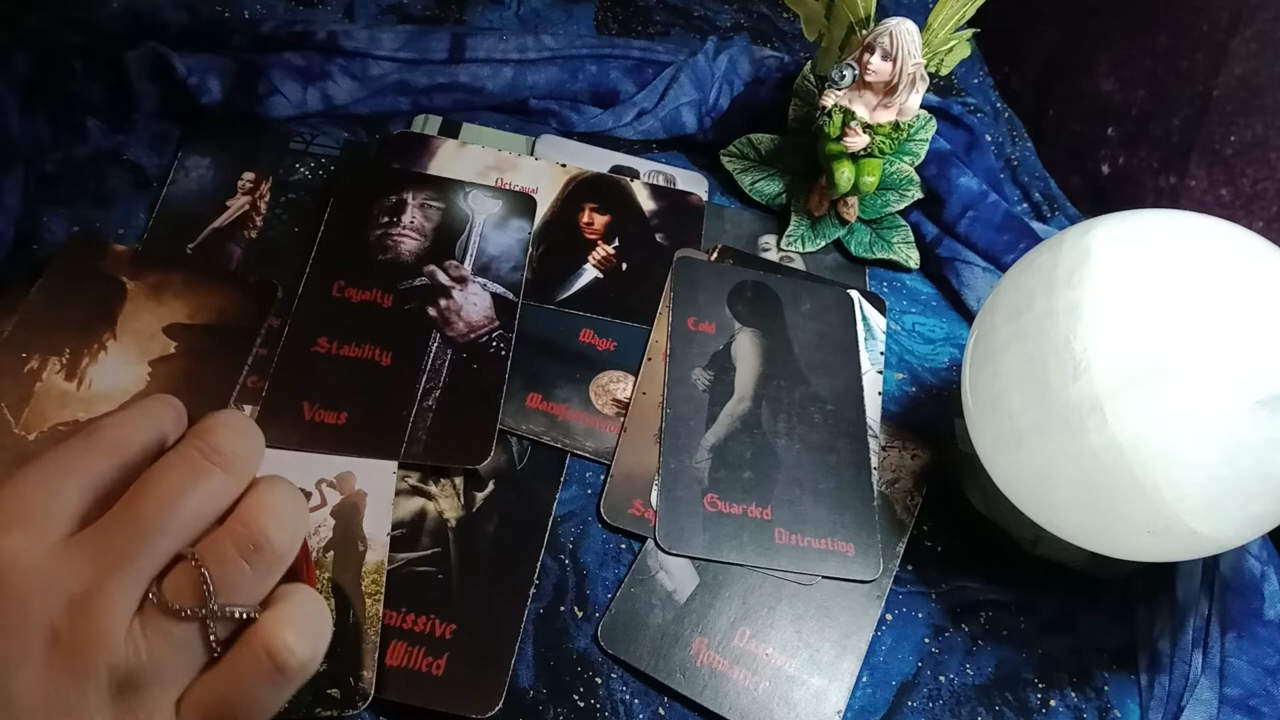 Betrayal
Loyalty
Stability
Vows
Magic
Manifestation
Cold
Guarded
Distrusting
missive
Willed
Romance